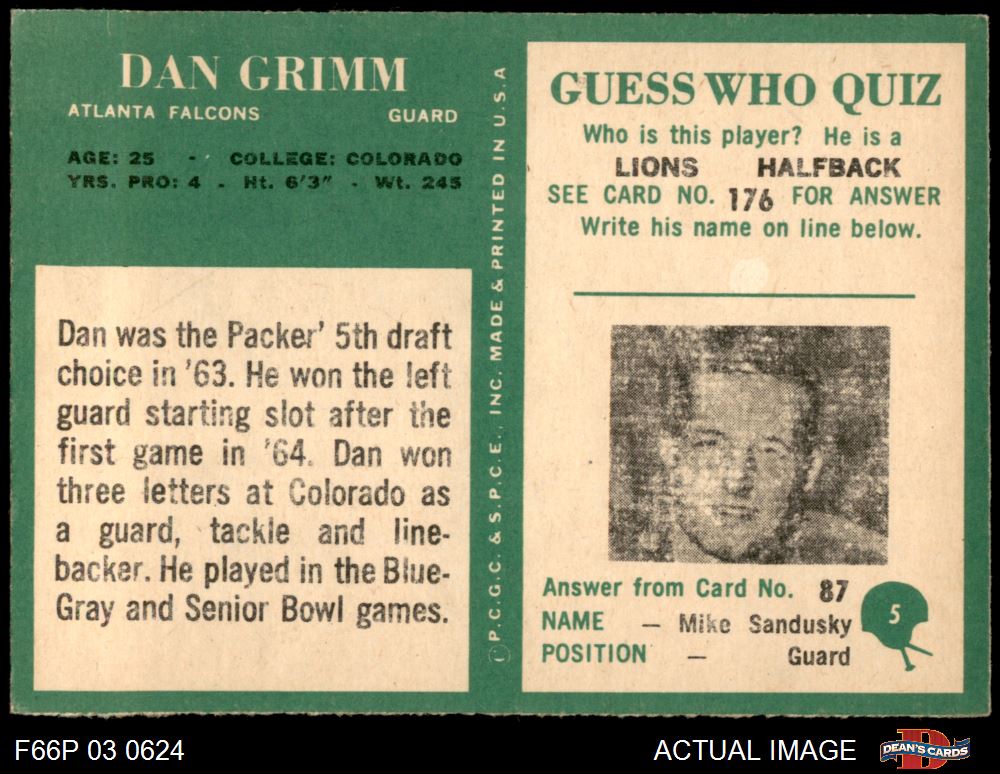 DAN GRIMM
ATLANTA FALCONS GUARD
AGE: 25 - COLLEGE: COLORADO
YRS. PRO: 4 - Ht. 6'3" - Wt. 245
Dan was the Packer' 5th draft
choice in '63. He won the left
guard starting slot after the
first game in '64. Dan won
three letters at Colorado as
a guard, tackle and line-
backer. He played in the Blue-
Gray and Senior Bowl games.
© P.C.G.C. & S.P.C.E., INC. MADE & PRINTED IN U.S.A
GUESS WHO QUIZ
Who is this player? He is a
LIONS HALFBACK
SEE CARD NO. 176 FOR ANSWER
Write his name on line below.
Answer from Card No. 87
NAME — Mike Sandusky
POSITION — Guard
5
F66P 03 0624
ACTUAL IMAGE
DEAN'S CARDS